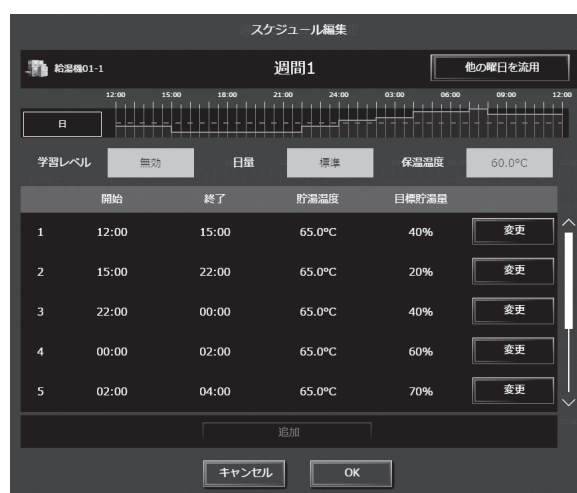 スケジュール編集
給湯機01-1 週間1 他の曜日を流用
12:00 15:00 18:00 21:00 24:00 03:00 06:00 09:00 12:00
日
学習レベル 無効 日量 標準 保温温度 60.0℃
開始 終了 貯湯温度 目標貯湯量
1 12:00 15:00 65.0℃ 40% 変更
2 15:00 22:00 65.0℃ 20% 変更
3 22:00 00:00 65.0℃ 40% 変更
4 00:00 02:00 65.0℃ 60% 変更
5 02:00 04:00 65.0℃ 70% 変更
追加
キャンセル OK